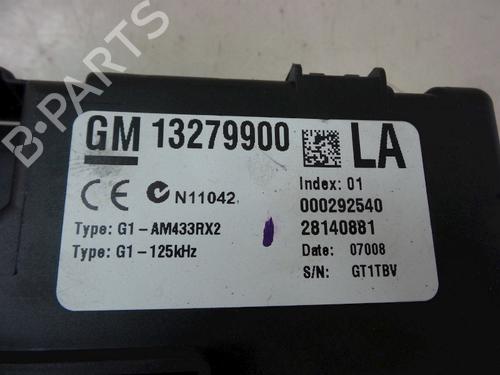 B-PARTS
GM 13279900 LA
CE N11042
Index: 01
000292540
Type: G1-AM433RX2
28140881
Type: G1-125kHz
Date: 07008
S/N: GT1TBV